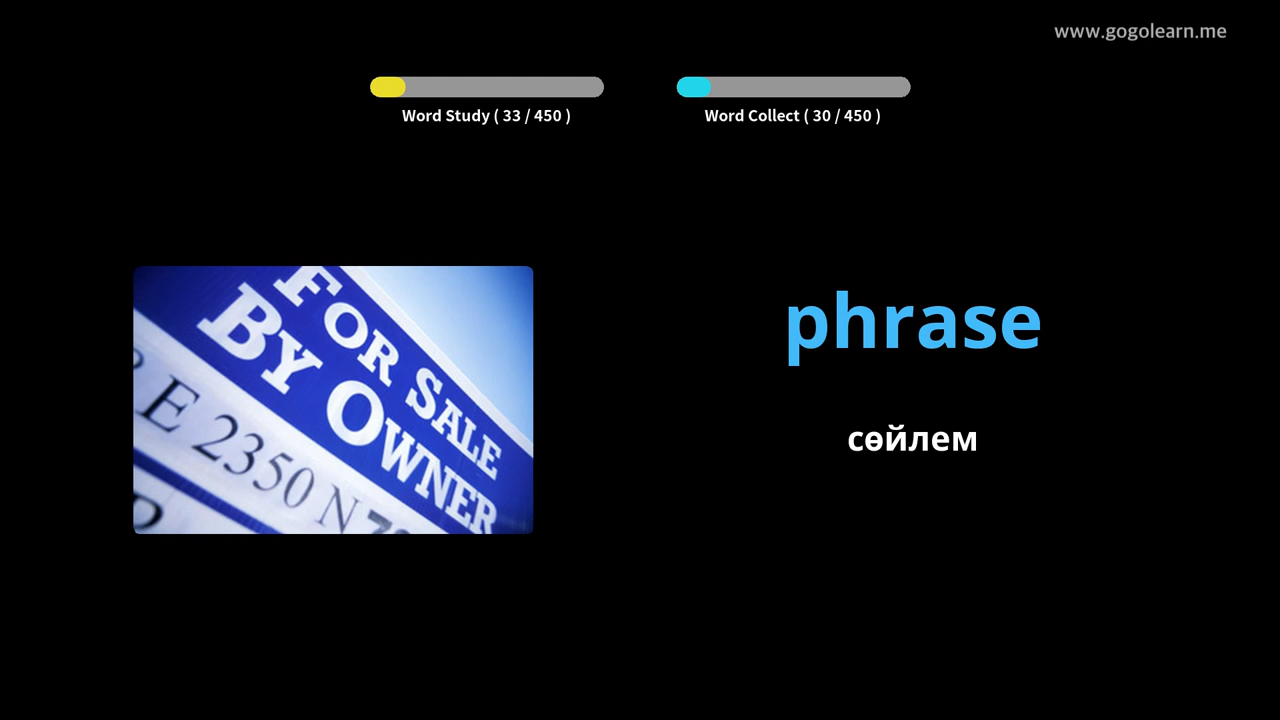 www.gogolearn.me
Word Study ( 33 / 450 )
Word Collect ( 30 / 450 )
FOR SALE
BY OWNER
E 2350 N
phrase
сөйлем